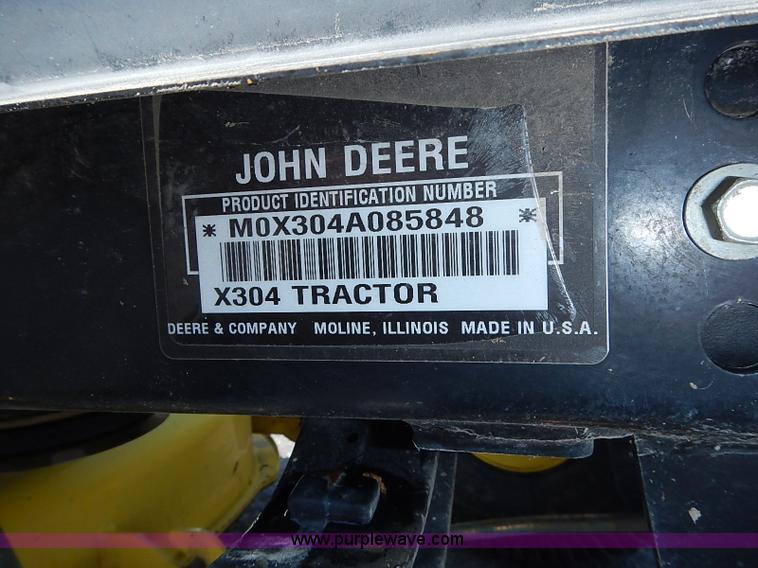 JOHN DEERE
PRODUCT IDENTIFICATION NUMBER
* M0X304A085848 *
X304 TRACTOR
DEERE & COMPANY MOLINE, ILLINOIS MADE IN U.S.A.
www.purplewave.com